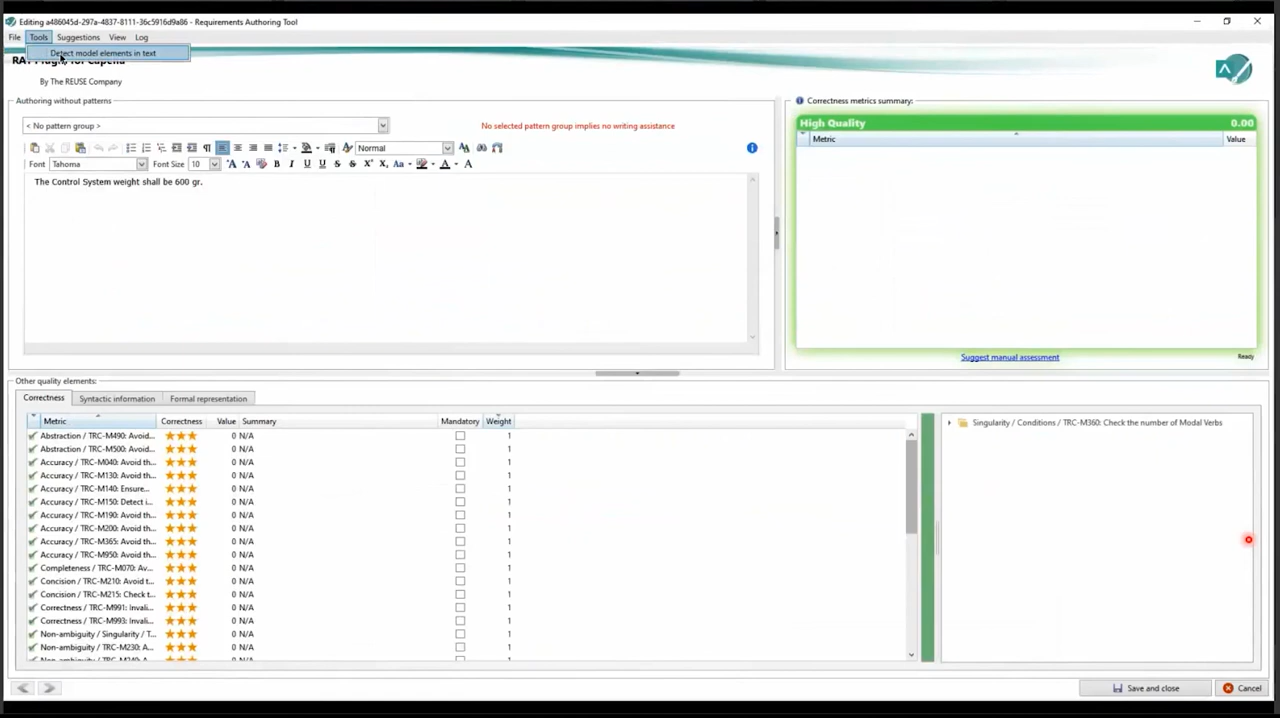 Editing a486045d-297a-4837-8111-36c5916d9a86 - Requirements Authoring Tool
File Tools Suggestions View Log
Detect model elements in text
By The REUSE Company
Authoring without patterns
Correctness metrics summary:
< No pattern group >
No selected pattern group implies no writing assistance
High Quality 0.00
Metric Value
Normal
Font Tahoma Font Size 10
The Control System weight shall be 600 gr.
Suggest manual assessment
Ready
Other quality elements:
Correctness Syntactic information Formal representation
Metric Correctness Value Summary Mandatory Weight
Abstraction / TRC-M490: Avoid... 0 N/A 1
Singularity / Conditions / TRC-M360: Check the number of Modal Verbs
Abstraction / TRC-M500: Avoid... 0 N/A 1
Accuracy / TRC-M040: Avoid th... 0 N/A 1
Accuracy / TRC-M130: Avoid th... 0 N/A 1
Accuracy / TRC-M140: Ensure... 0 N/A 1
Accuracy / TRC-M150: Detect i... 0 N/A 1
Accuracy / TRC-M190: Avoid th... 0 N/A 1
Accuracy / TRC-M200: Avoid th... 0 N/A 1
Accuracy / TRC-M365: Avoid th... 0 N/A 1
Accuracy / TRC-M950: Avoid th... 0 N/A 1
Completeness / TRC-M070: Av... 0 N/A 1
Concision / TRC-M210: Avoid t... 0 N/A 1
Concision / TRC-M215: Check t... 0 N/A 1
Correctness / TRC-M991: Invali... 0 N/A 1
Correctness / TRC-M993: Invali... 0 N/A 1
Non-ambiguity / Singularity / T... 0 N/A 1
Non-ambiguity / TRC-M230: A... 0 N/A 1
Save and close
Cancel